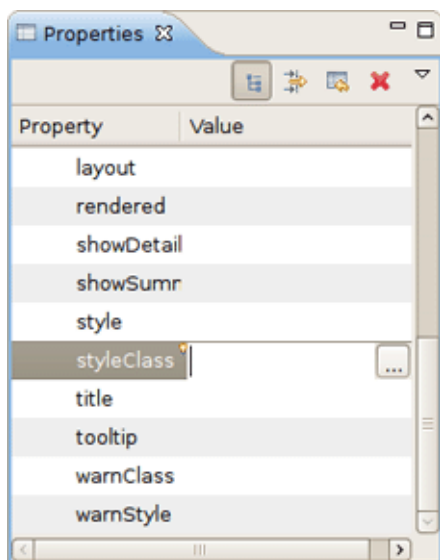 Properties
Property Value
layout
rendered
showDetail
showSumr
style
styleClass
...
title
tooltip
warnClass
warnStyle